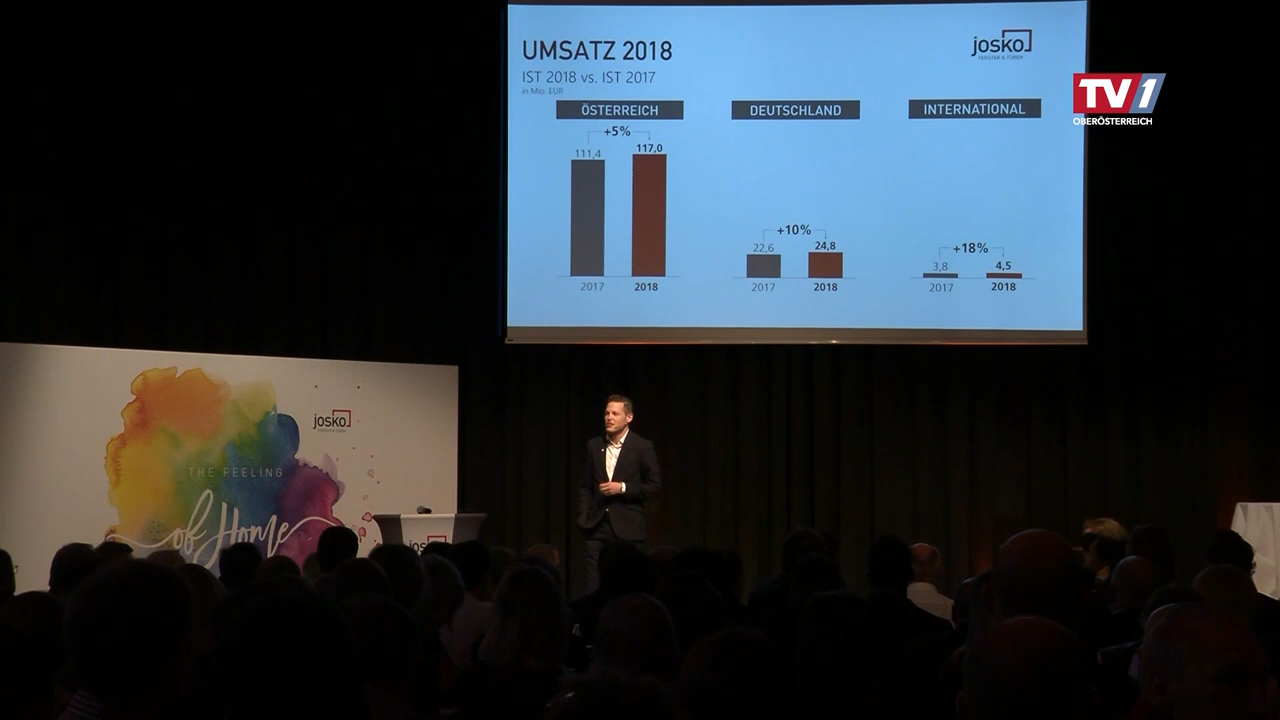 UMSATZ 2018
IST 2018 vs. IST 2017
in Mio. EUR
josko
FENSTER & TÜREN
TV1
OBERÖSTERREICH
ÖSTERREICH
+5%
111,4
117,0
2017
2018
DEUTSCHLAND
+10%
22,6
24,8
2017
2018
INTERNATIONAL
+18%
3,8
4,5
2017
2018
josko
FENSTER & TÜREN
THE FEELING
of Home
josko